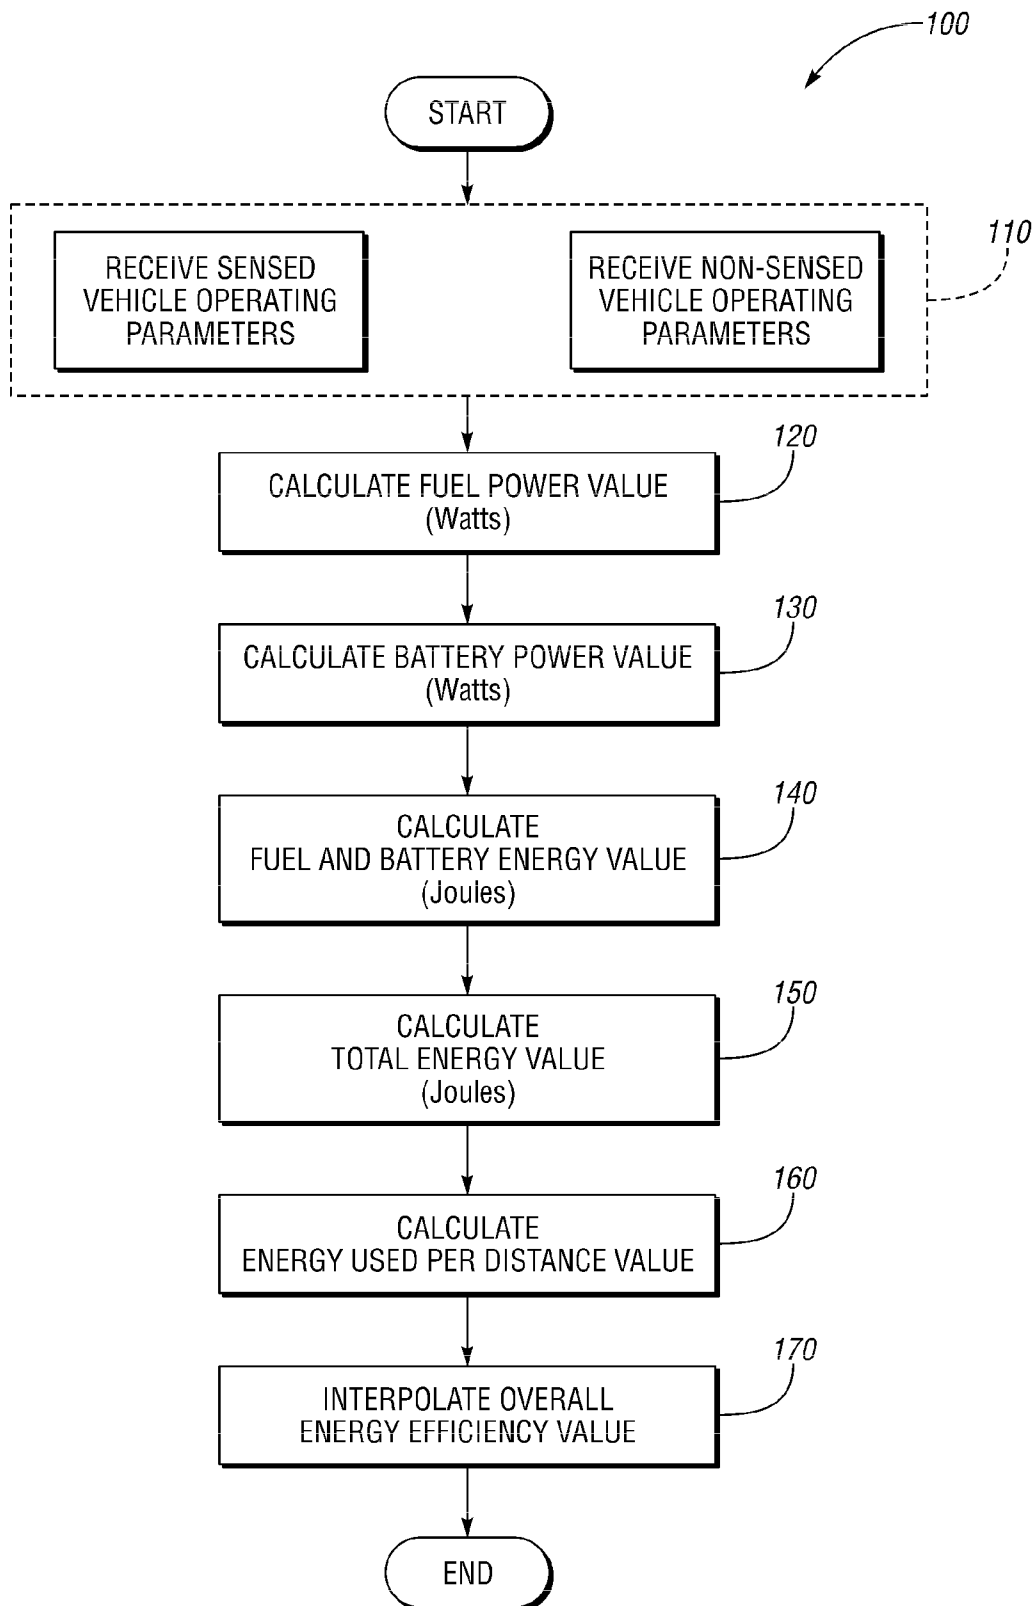 100
START
110
RECEIVE SENSED
VEHICLE OPERATING
PARAMETERS
RECEIVE NON-SENSED
VEHICLE OPERATING
PARAMETERS
120
CALCULATE FUEL POWER VALUE
(Watts)
130
CALCULATE BATTERY POWER VALUE
(Watts)
140
CALCULATE
FUEL AND BATTERY ENERGY VALUE
(Joules)
150
CALCULATE
TOTAL ENERGY VALUE
(Joules)
160
CALCULATE
ENERGY USED PER DISTANCE VALUE
170
INTERPOLATE OVERALL
ENERGY EFFICIENCY VALUE
END